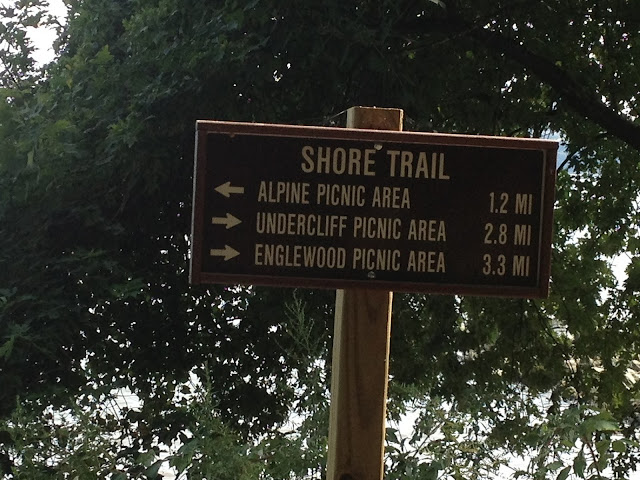 SHORE TRAIL
← ALPINE PICNIC AREA 1.2 MI
→ UNDERCLIFF PICNIC AREA 2.8 MI
→ ENGLEWOOD PICNIC AREA 3.3 MI